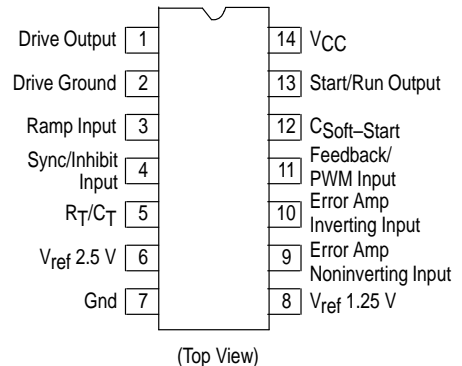 Drive Output 1
Drive Ground 2
Ramp Input 3
Sync/Inhibit
Input 4
RT/CT 5
Vref 2.5 V 6
Gnd 7
14 VCC
13 Start/Run Output
12 CSoft–Start
Feedback/
11 PWM Input
Error Amp
10 Inverting Input
Error Amp
9 Noninverting Input
8 Vref 1.25 V
(Top View)